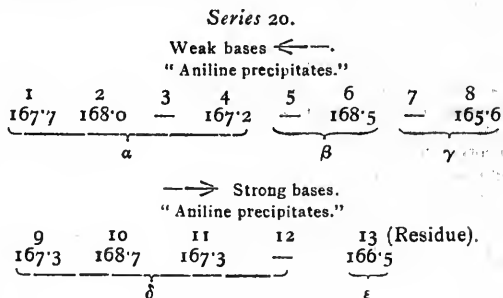 Series 20.
Weak bases <——.
“ Aniline precipitates.”
1 2 3 4 5 6 7 8
167·7 168·0 — 167·2 — 168·5 — 165·6
α β γ
——> Strong bases.
“ Aniline precipitates.”
9 10 11 12 13 (Residue).
167·3 168·7 167·3 — 166·5
δ ε